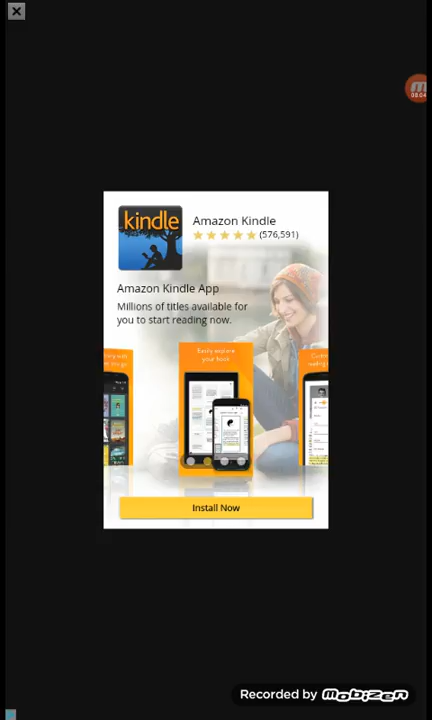 kindle
Amazon Kindle
(576,591)
Amazon Kindle App
Millions of titles available for
you to start reading now.
Easily explore
your book
Install Now
Recorded by MOBIZEN